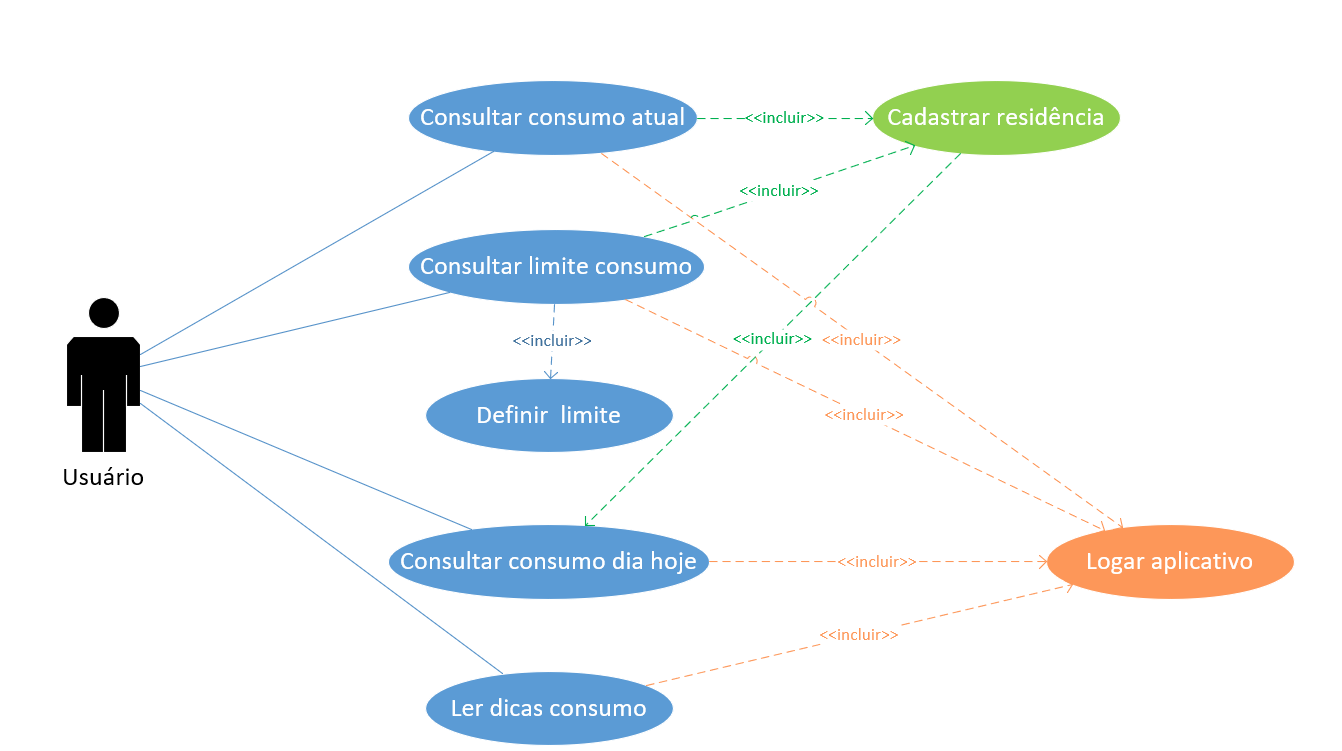 Consultar consumo atual
<<incluir>>
Cadastrar residência
<<incluir>>
Consultar limite consumo
<<incluir>>
<<incluir>>
<<incluir>>
Definir  limite
<<incluir>>
Usuário
Consultar consumo dia hoje
<<incluir>>
Logar aplicativo
<<incluir>>
Ler dicas consumo